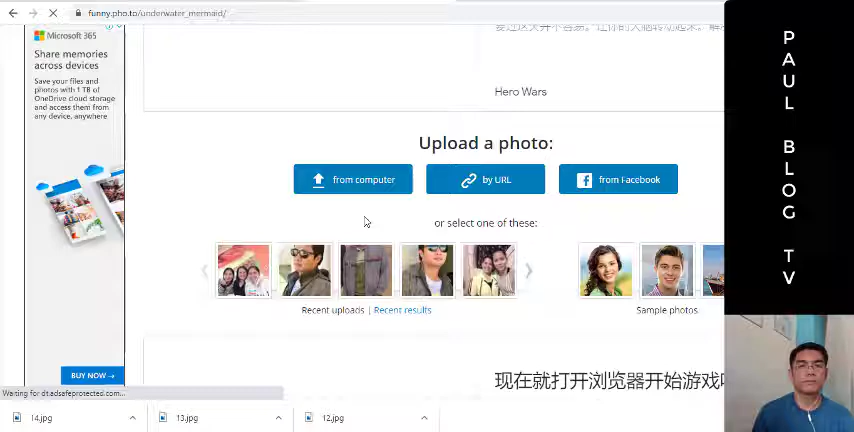 funny.pho.to/underwater_mermaid/
Microsoft 365
Share memories
across devices
Save your files and
photos with 1 TB of
OneDrive cloud storage
and access them from
any device, anywhere
BUY NOW →
Hero Wars
Upload a photo:
from computer
by URL
from Facebook
or select one of these:
Recent uploads | Recent results
Sample photos
现在就打开浏览器开始游戏
Waiting for dt.adsafeprotected.com...
14.jpg
13.jpg
12.jpg
PAUL
BLOG
TV